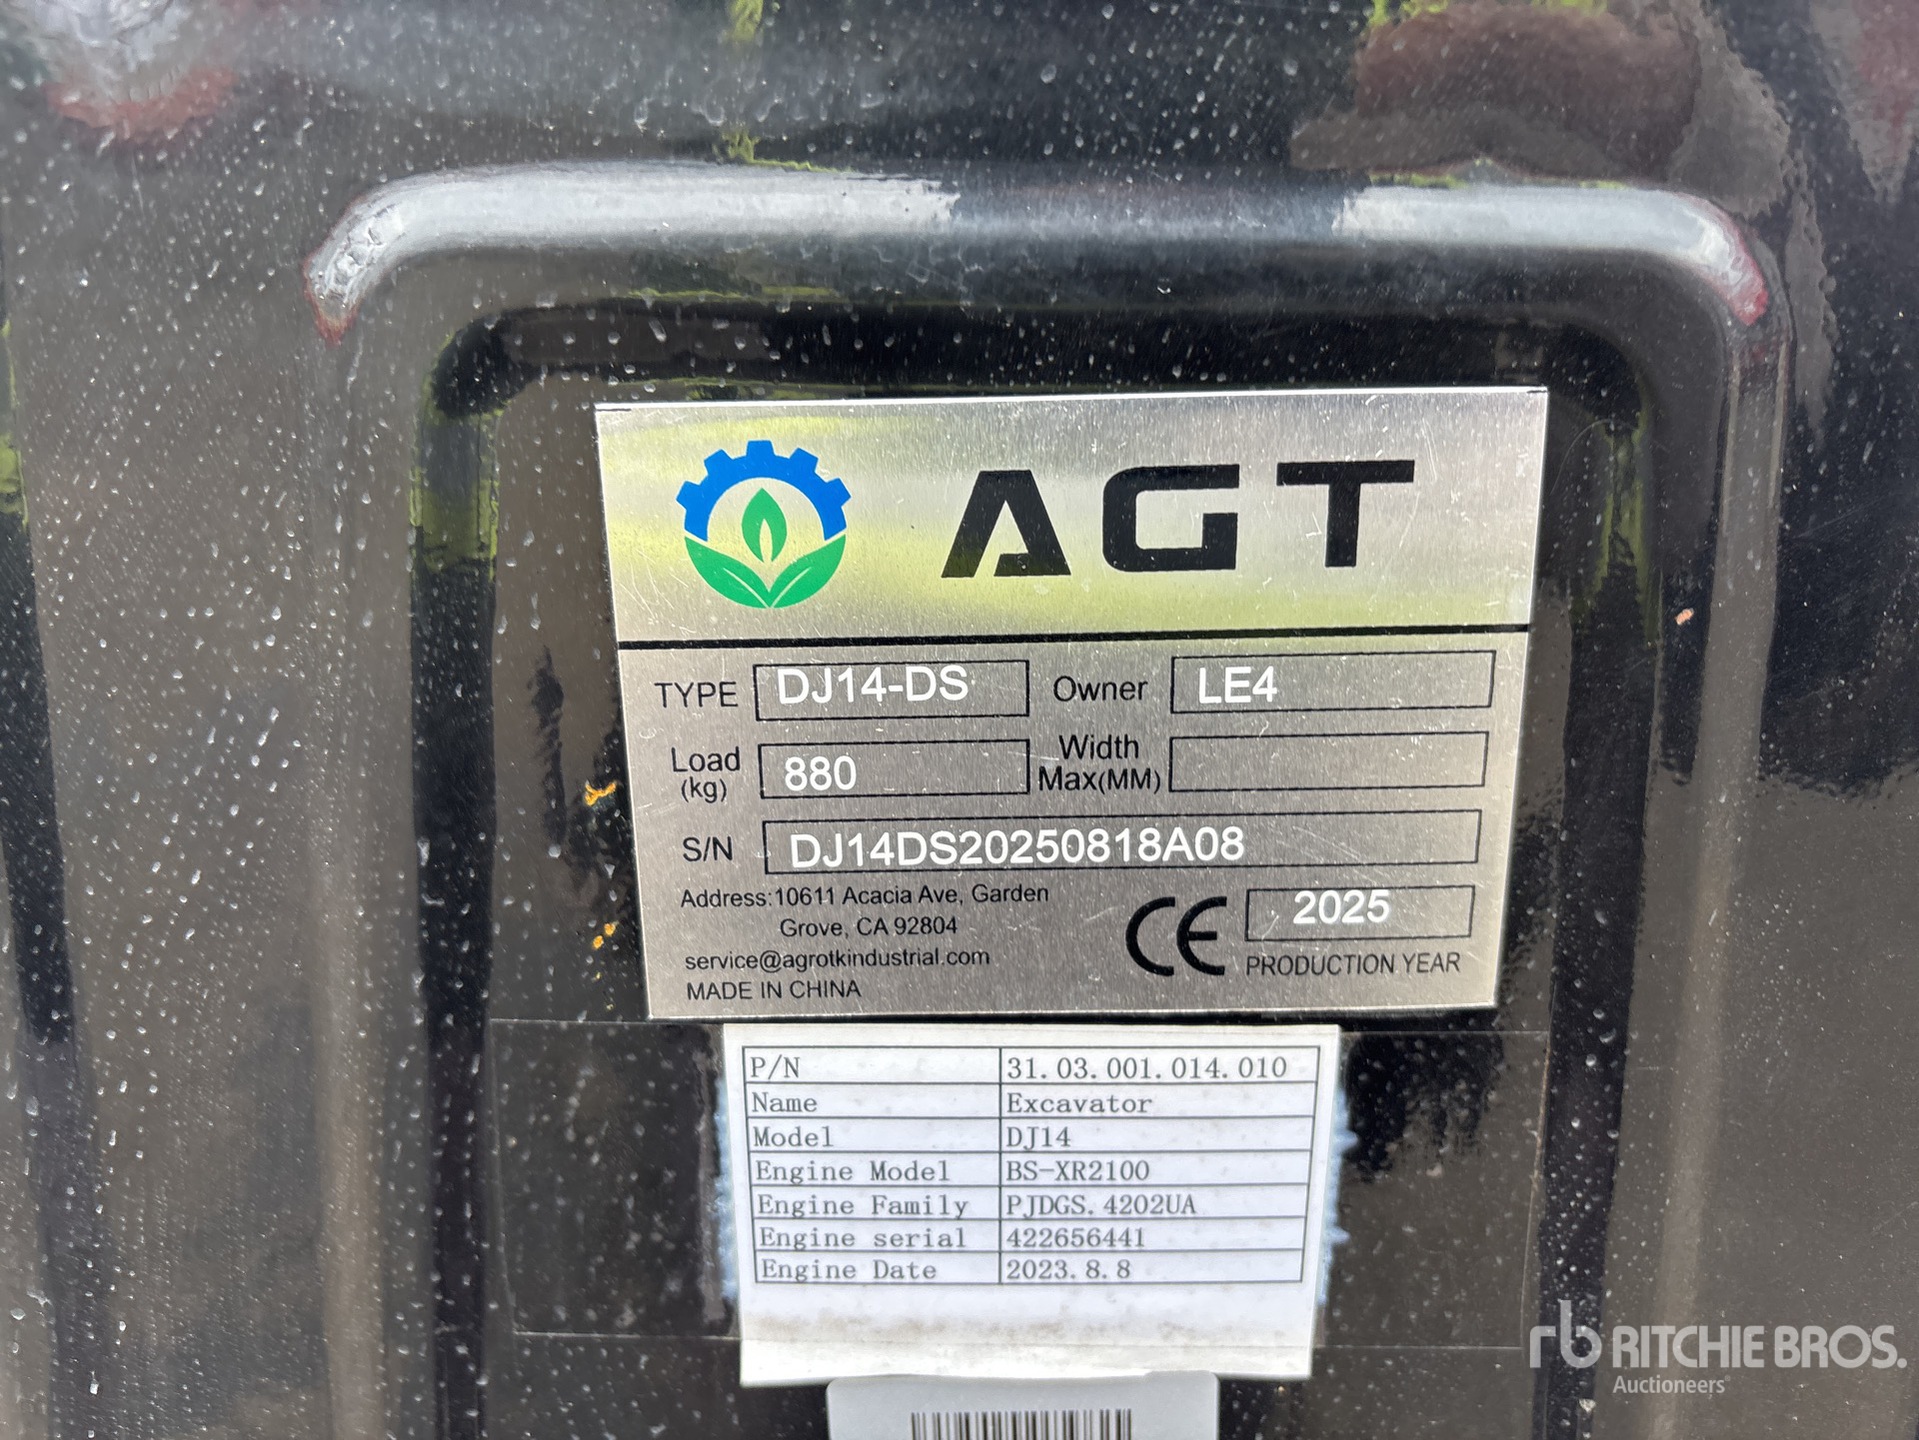 AGT
TYPE DJ14-DS Owner LE4
Load (kg) 880 Width Max(MM)
S/N DJ14DS20250818A08
Address:10611 Acacia Ave, Garden
Grove, CA 92804
service@agrotkindustrial.com
MADE IN CHINA
CE 2025
PRODUCTION YEAR
P/N 31.03.001.014.010
Name Excavator
Model DJ14
Engine Model BS-XR2100
Engine Family PJDGS.4202UA
Engine serial 422656441
Engine Date 2023.8.8
rb RITCHIE BROS.
Auctioneers